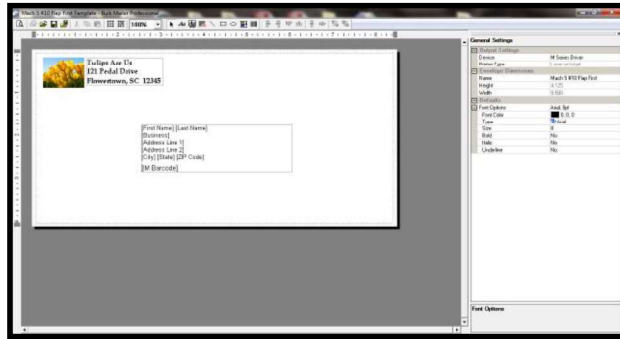 Mach 5 #10 Flap First Template - Bulk Mailer Professional
100%
Tulips Are Us
121 Pedal Drive
Flowertown, SC 12345
[First Name] [Last Name]
[Business]
[Address Line 1]
[Address Line 2]
[City] [State] [ZIP Code]
[IM Barcode]
General Settings
Output Settings
Device M Series Driver
Envelope Dimensions
Name Mach 5 #10 Flap First
Height 4.125
Width 9.500
Defaults
Font Options Arial, 8pt
Font Color 0, 0, 0
Type Arial
Size 8
Bold No
Italic No
Underline No
Font Options